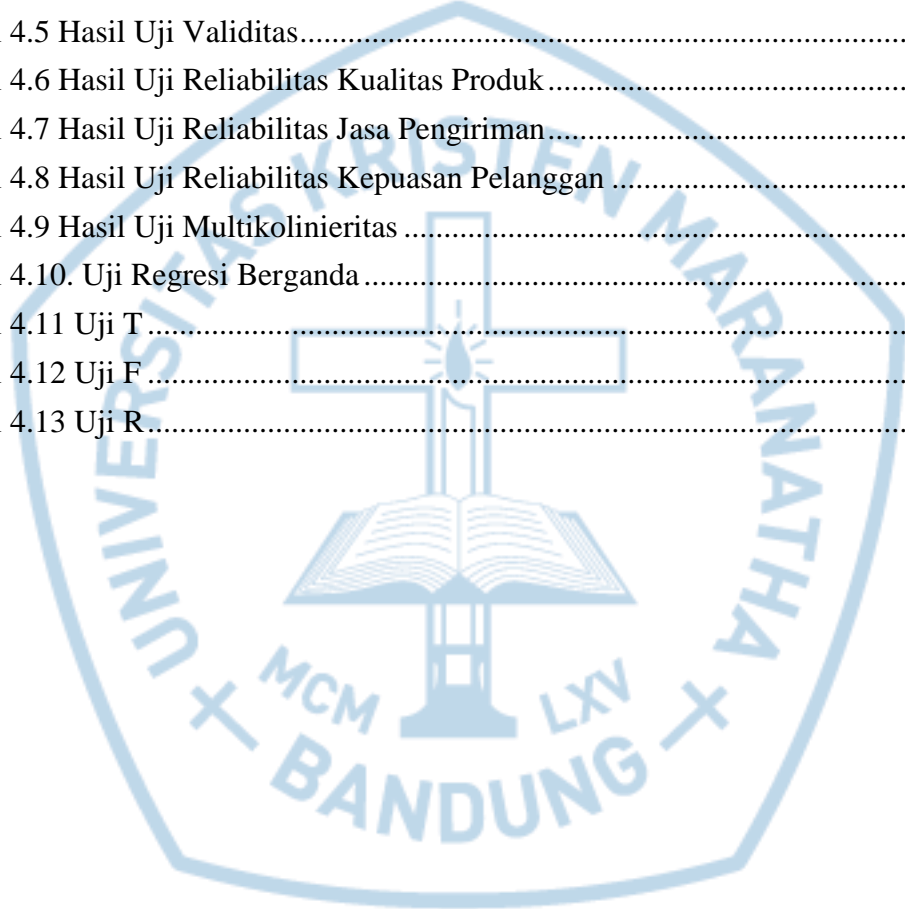 4.5 Hasil Uji Validitas
4.6 Hasil Uji Reliabilitas Kualitas Produk
4.7 Hasil Uji Reliabilitas Jasa Pengiriman
4.8 Hasil Uji Reliabilitas Kepuasan Pelanggan
4.9 Hasil Uji Multikolinieritas
4.10. Uji Regresi Berganda
4.11 Uji T
4.12 Uji F
4.13 Uji R
UNIVERSITAS KRISTEN MARANATHA
MCM LXV
BANDUNG